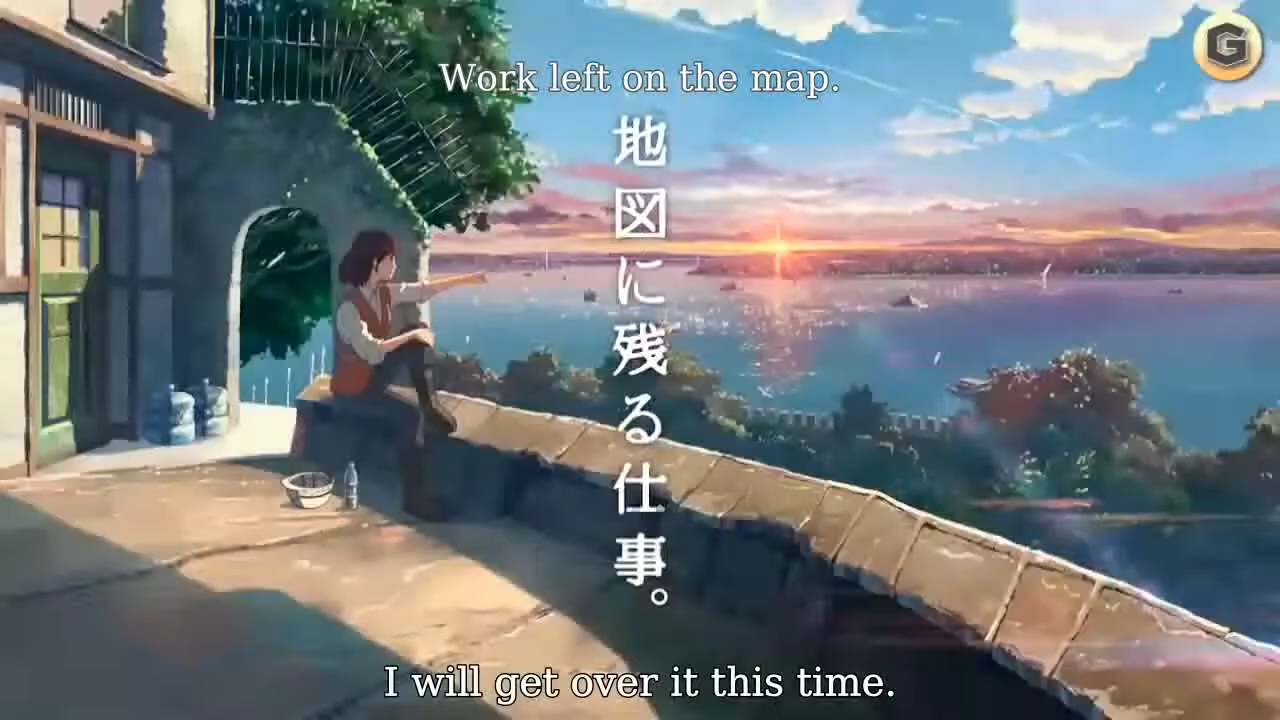 Work left on the map.
地図に残る仕事。
I will get over it this time.
G